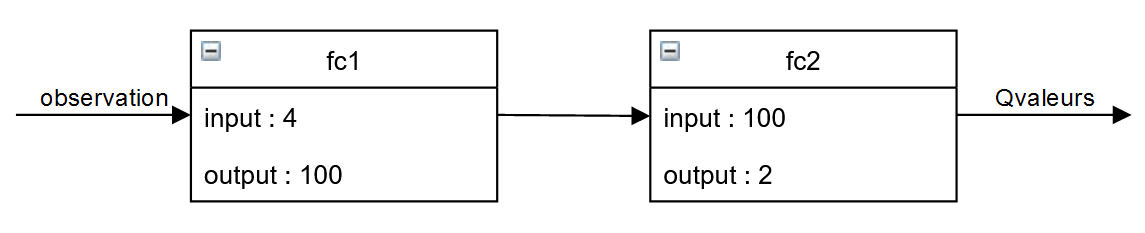 observation
fc1
input : 4
output : 100
fc2
input : 100
output : 2
Qvaleurs